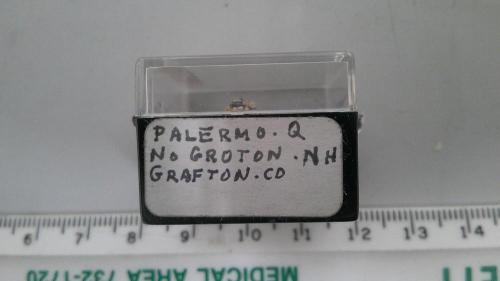 PALERMO. Q
No GROTON. NH
GRAFTON. CO
6 7 8 9 10 11 12 13 14
MEDICAL AREA 732-1720